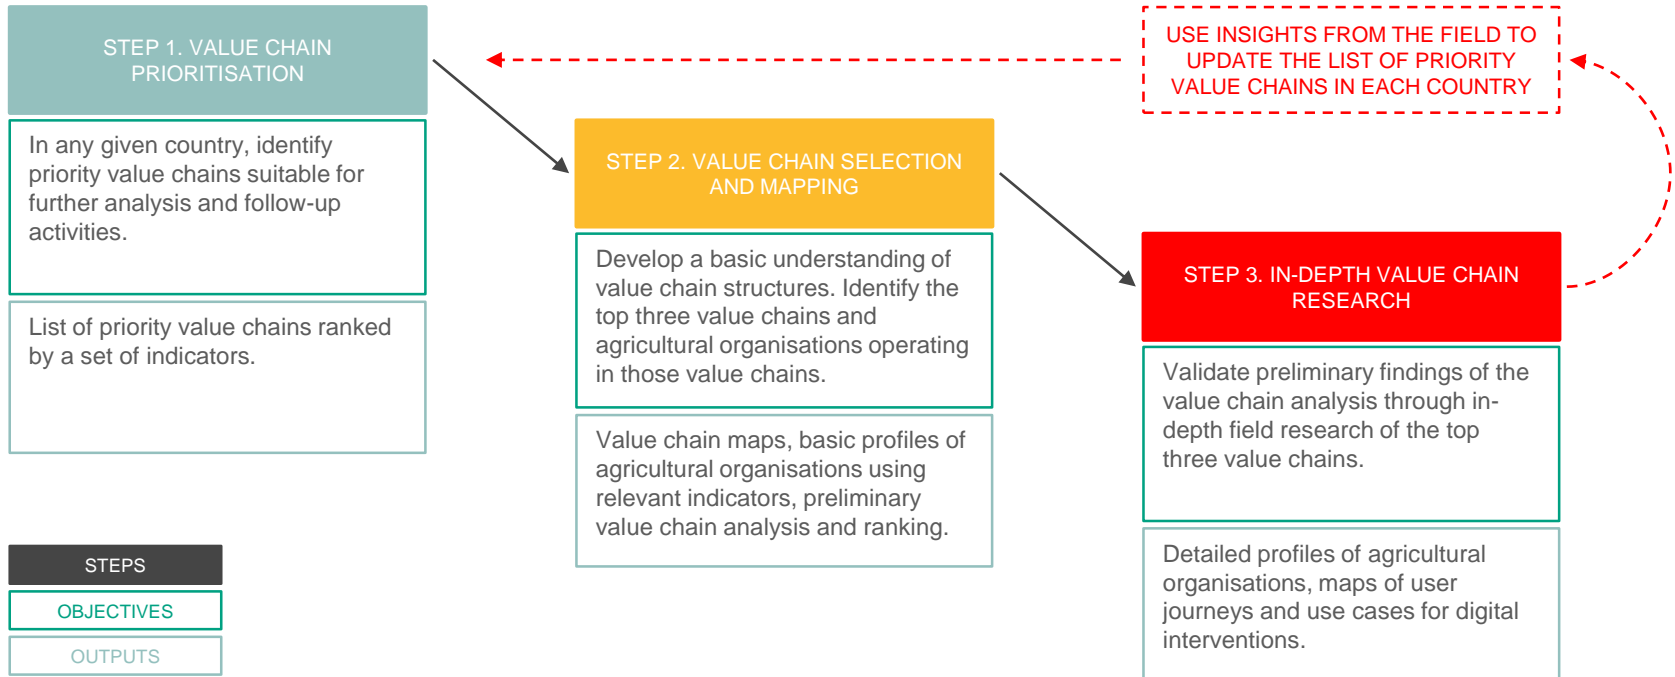 STEP 1. VALUE CHAIN
PRIORITISATION
In any given country, identify
priority value chains suitable for
further analysis and follow-up
activities.
List of priority value chains ranked
by a set of indicators.
STEP 2. VALUE CHAIN SELECTION
AND MAPPING
Develop a basic understanding of
value chain structures. Identify the
top three value chains and
agricultural organisations operating
in those value chains.
Value chain maps, basic profiles of
agricultural organisations using
relevant indicators, preliminary
value chain analysis and ranking.
STEP 3. IN-DEPTH VALUE CHAIN
RESEARCH
Validate preliminary findings of the
value chain analysis through in-
depth field research of the top
three value chains.
Detailed profiles of agricultural
organisations, maps of user
journeys and use cases for digital
interventions.
USE INSIGHTS FROM THE FIELD TO
UPDATE THE LIST OF PRIORITY
VALUE CHAINS IN EACH COUNTRY
STEPS
OBJECTIVES
OUTPUTS